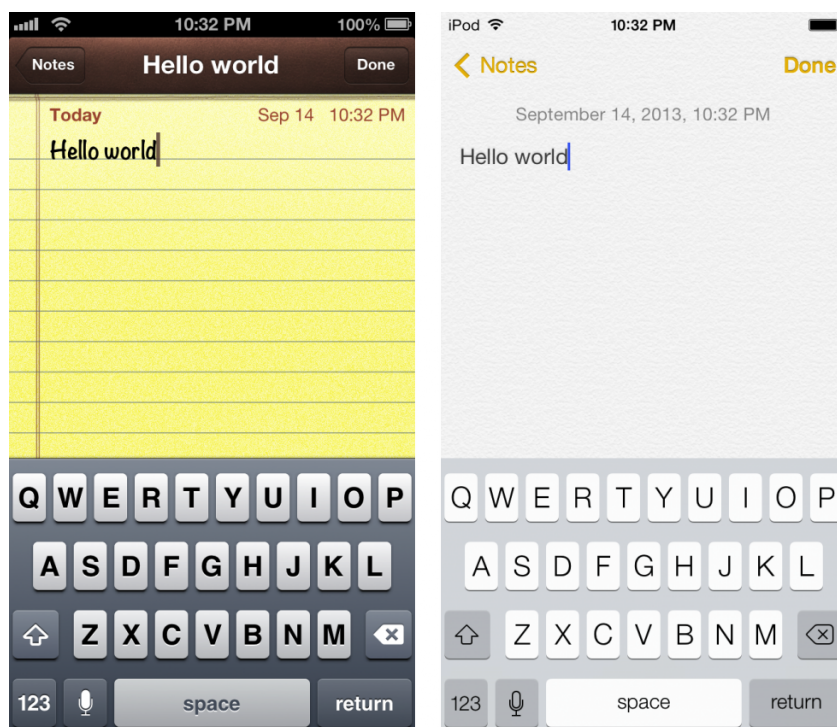 10:32 PM 100%
Notes Hello world Done
Today Sep 14 10:32 PM
Hello world
Q W E R T Y U I O P
A S D F G H J K L
Z X C V B N M
123 space return
iPod 10:32 PM
Notes Done
September 14, 2013, 10:32 PM
Hello world
Q W E R T Y U I O P
A S D F G H J K L
Z X C V B N M
123 space return